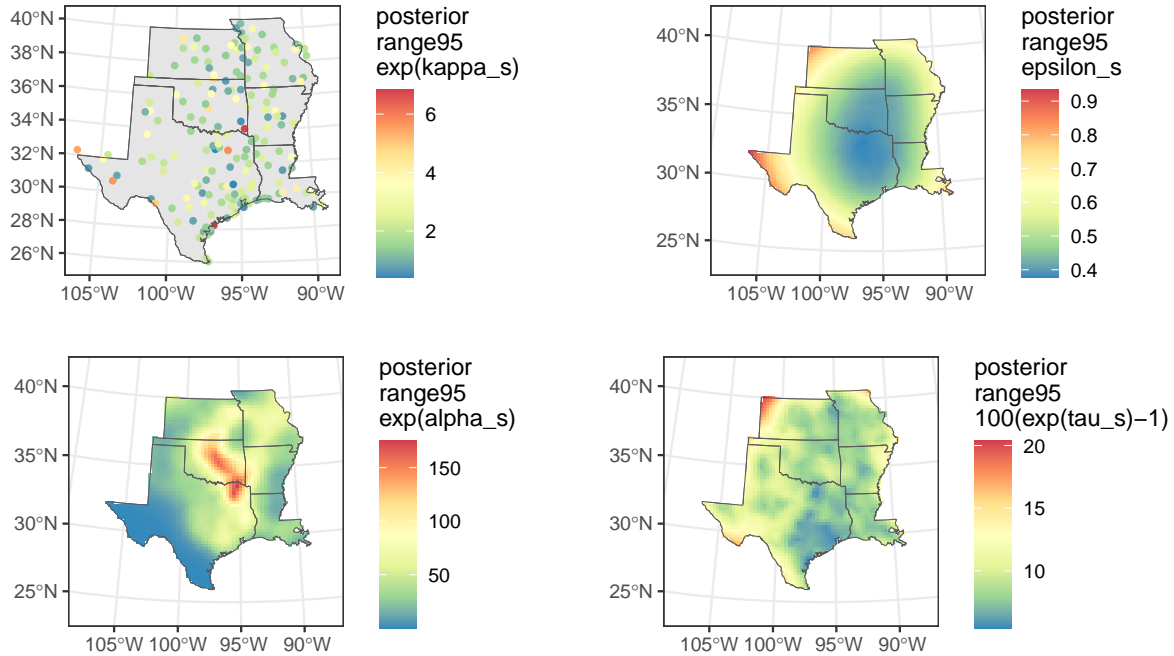 posterior
range95
exp(kappa_s)
40°N
38°N
36°N
34°N
32°N
30°N
28°N
26°N
6
4
2
105°W 100°W 95°W 90°W
posterior
range95
epsilon_s
40°N
35°N
30°N
25°N
0.9
0.8
0.7
0.6
0.5
0.4
105°W 100°W 95°W 90°W
posterior
range95
exp(alpha_s)
40°N
35°N
30°N
25°N
150
100
50
105°W 100°W 95°W 90°W
posterior
range95
100(exp(tau_s)−1)
40°N
35°N
30°N
25°N
20
15
10
105°W 100°W 95°W 90°W